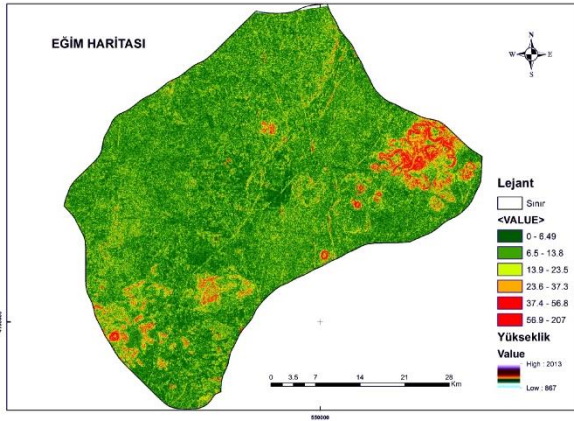 EĞİM HARİTASI
N
W E
S
Lejant
Sınır
<VALUE>
0 - 6.49
6.5 - 13.8
13.9 - 23.5
23.6 - 37.3
37.4 - 56.8
56.9 - 207
Yükseklik
Value
High : 2013
Low : 867
0 3.5 7 14 21 28
Km
550000